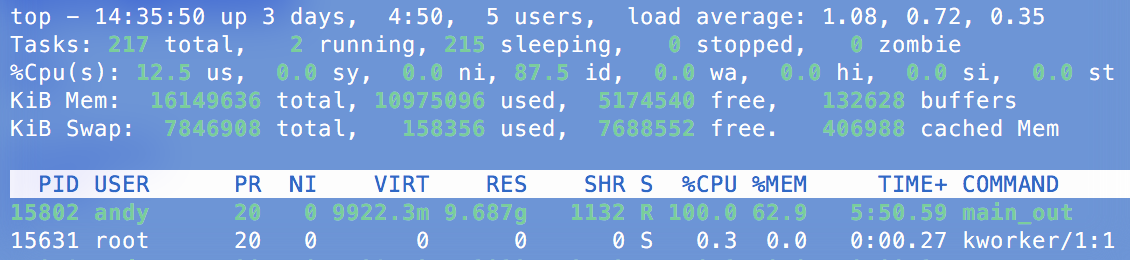 top - 14:35:50 up 3 days,  4:50,  5 users,  load average: 1.08, 0.72, 0.35
Tasks: 217 total,   2 running, 215 sleeping,   0 stopped,   0 zombie
%Cpu(s): 12.5 us,  0.0 sy,  0.0 ni, 87.5 id,  0.0 wa,  0.0 hi,  0.0 si,  0.0 st
KiB Mem:  16149636 total, 10975096 used,  5174540 free,   132628 buffers
KiB Swap:  7846908 total,   158356 used,  7688552 free.   406988 cached Mem
PID USER      PR  NI    VIRT    RES    SHR S  %CPU %MEM     TIME+ COMMAND
15802 andy      20   0 9922.3m 9.687g   1132 R 100.0 62.9   5:50.59 main_out
15631 root      20   0       0      0      0 S   0.3  0.0   0:00.27 kworker/1:1